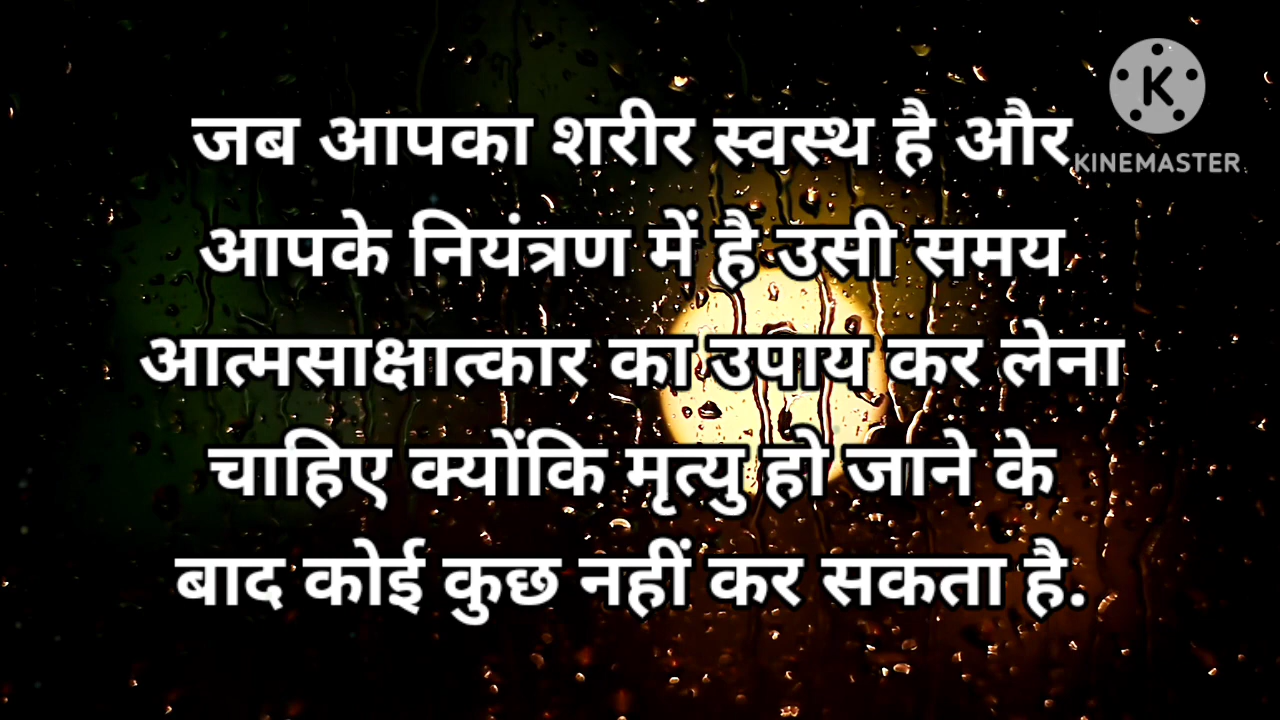 जब आपका शरीर स्वस्थ है और
आपके नियंत्रण में है उसी समय
आत्मसाक्षात्कार का उपाय कर लेना
चाहिए क्योंकि मृत्यु हो जाने के
बाद कोई कुछ नहीं कर सकता है.
K
KINEMASTER